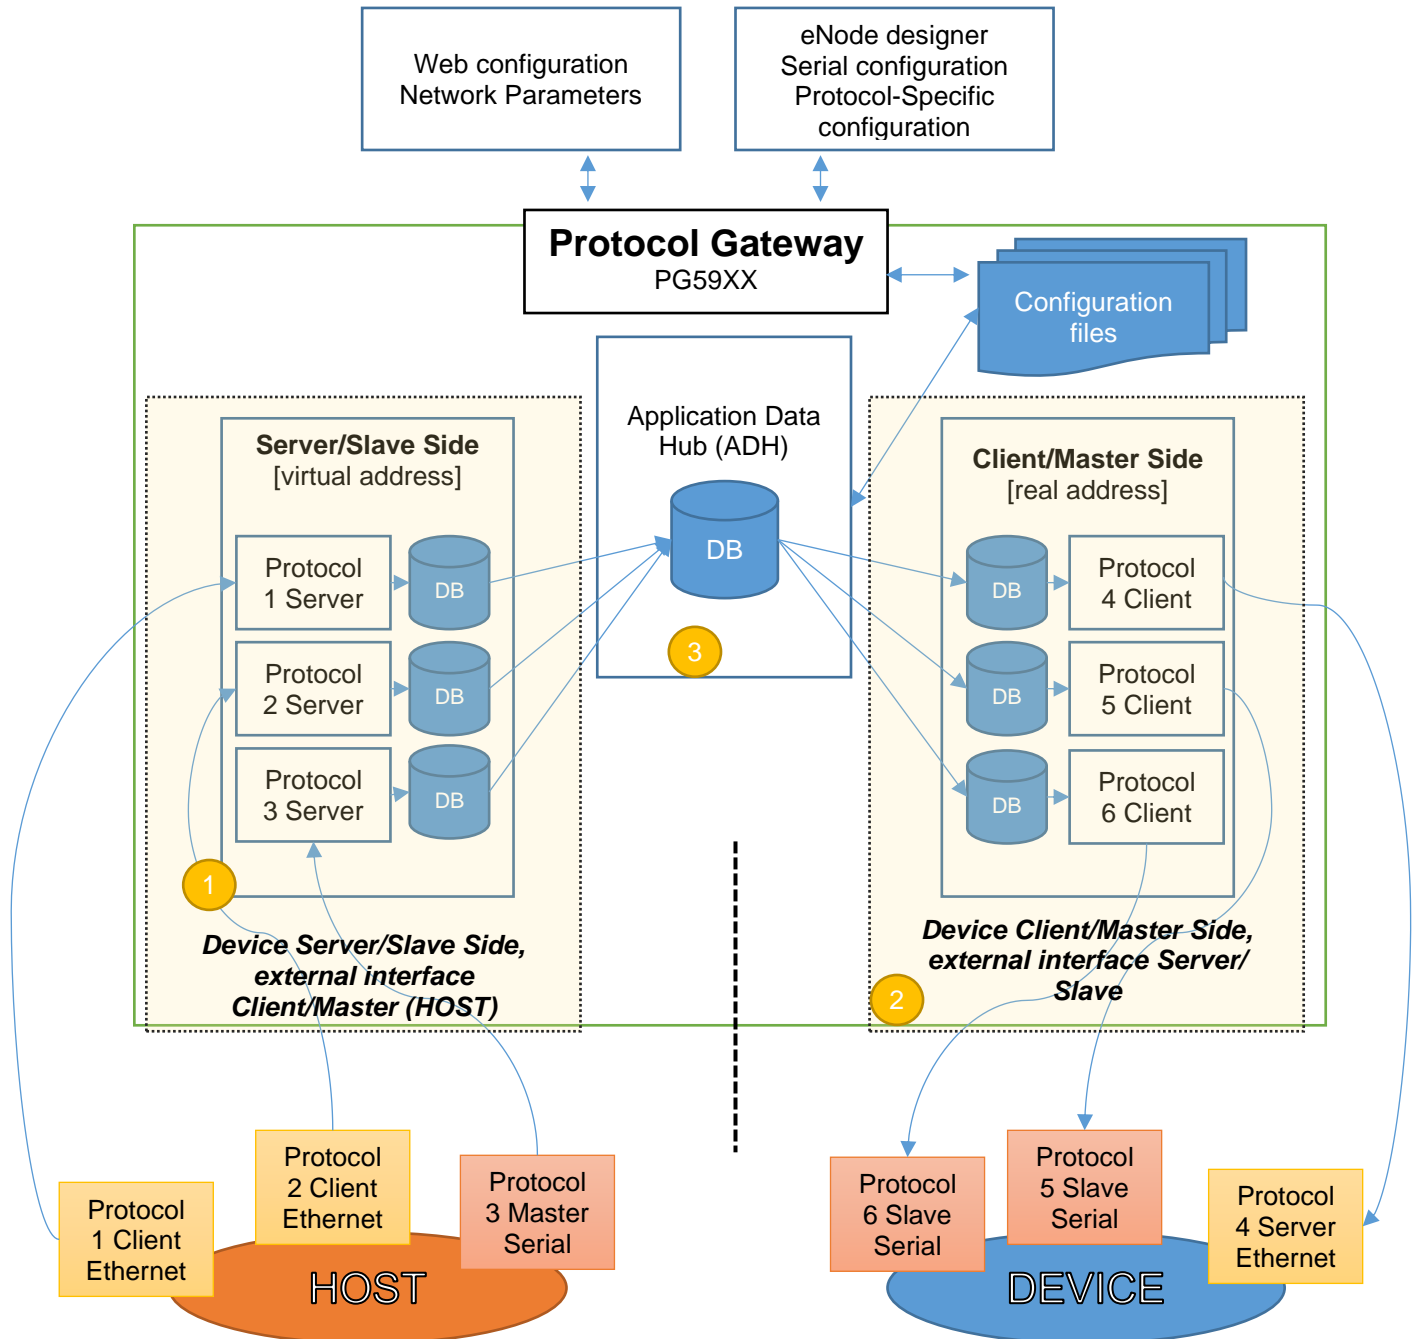 Web configuration
Network Parameters
eNode designer
Serial configuration
Protocol-Specific
configuration
Protocol Gateway
PG59XX
Configuration
files
Application Data
Hub (ADH)
DB
3
Server/Slave Side
[virtual address]
Protocol
1 Server
DB
Protocol
2 Server
DB
Protocol
3 Server
DB
1
Device Server/Slave Side,
external interface
Client/Master (HOST)
Client/Master Side
[real address]
DB
Protocol
4 Client
DB
Protocol
5 Client
DB
Protocol
6 Client
Device Client/Master Side,
external interface Server/
Slave
2
Protocol
1 Client
Ethernet
Protocol
2 Client
Ethernet
Protocol
3 Master
Serial
HOST
Protocol
6 Slave
Serial
Protocol
5 Slave
Serial
Protocol
4 Server
Ethernet
DEVICE